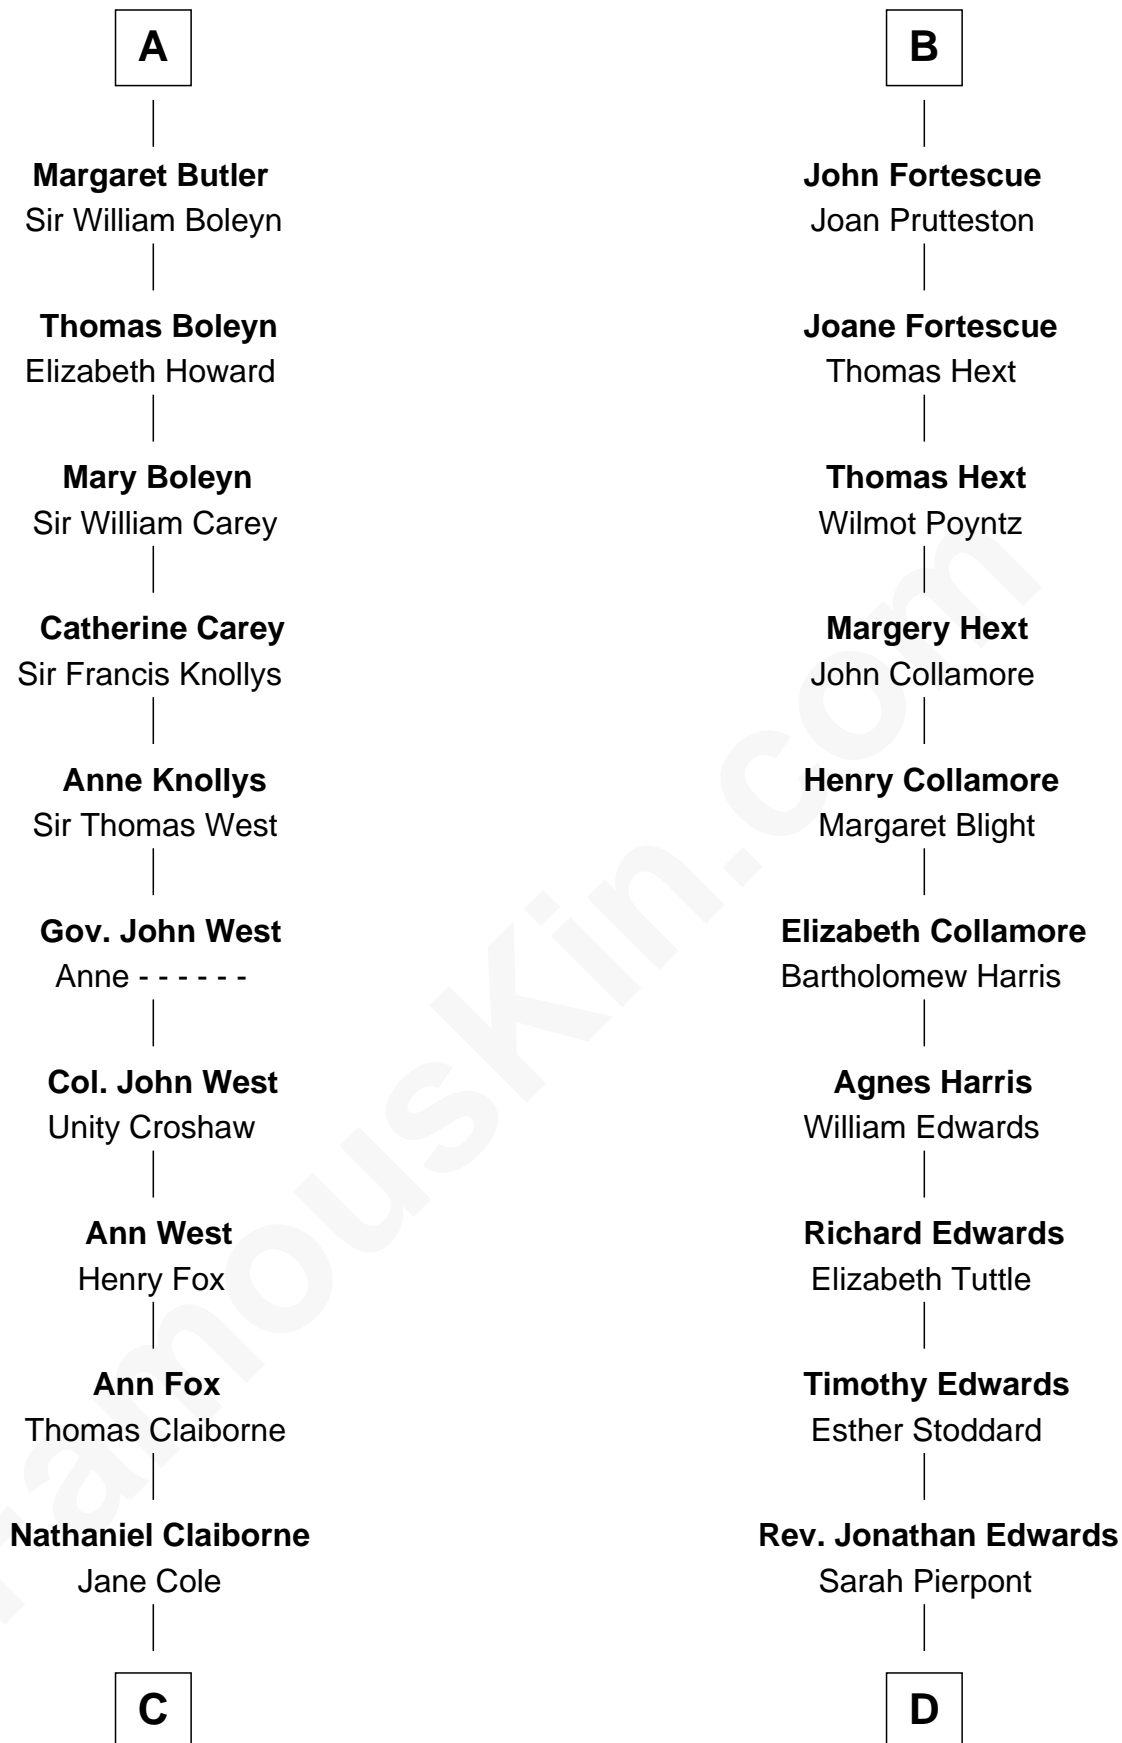 A
Margaret Butler
Sir William Boleyn
Thomas Boleyn
Elizabeth Howard
Mary Boleyn
Sir William Carey
Catherine Carey
Sir Francis Knollys
Anne Knollys
Sir Thomas West
Gov. John West
Anne - - - - - -
Col. John West
Unity Croshaw
Ann West
Henry Fox
Ann Fox
Thomas Claiborne
Nathaniel Claiborne
Jane Cole
C
B
John Fortescue
Joan Prutteston
Joane Fortescue
Thomas Hext
Thomas Hext
Wilmot Poyntz
Margery Hext
John Collamore
Henry Collamore
Margaret Blight
Elizabeth Collamore
Bartholomew Harris
Agnes Harris
William Edwards
Richard Edwards
Elizabeth Tuttle
Timothy Edwards
Esther Stoddard
Rev. Jonathan Edwards
Sarah Pierpont
D
FamousKin.com